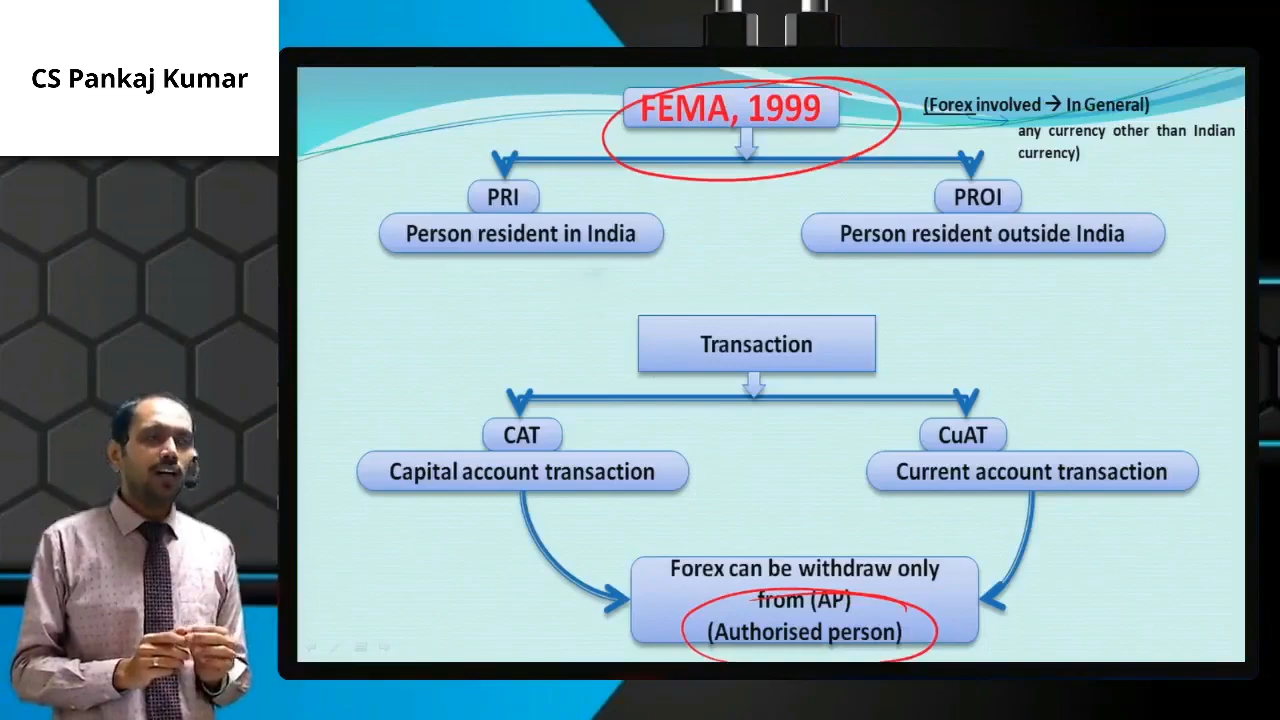 CS Pankaj Kumar
FEMA, 1999
(Forex involved → In General)
any currency other than Indian
currency)
PRI
PROI
Person resident in India
Person resident outside India
Transaction
CAT
CuAT
Capital account transaction
Current account transaction
Forex can be withdraw only
from (AP)
(Authorised person)